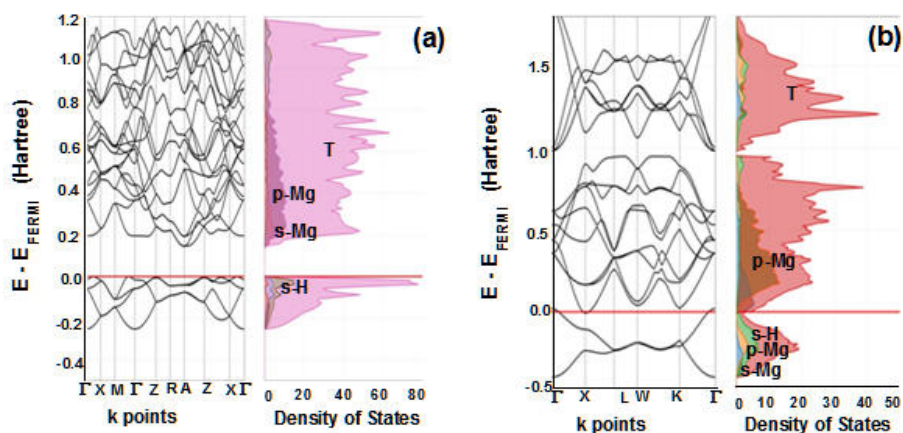 (a)
1.2
1.0
0.8
0.6
0.4
0.2
0.0
-0.2
-0.4
E - E_FERMI (Hartree)
Γ X M Γ Z R A Z X Γ
k points
T
p-Mg
s-Mg
s-H
0 20 40 60 80
Density of States
(b)
1.5
1.0
0.5
0.0
-0.5
E - E_FERMI (Hartree)
Γ X L W K Γ
k points
T
p-Mg
s-H
p-Mg
s-Mg
0 10 20 30 40 50
Density of States